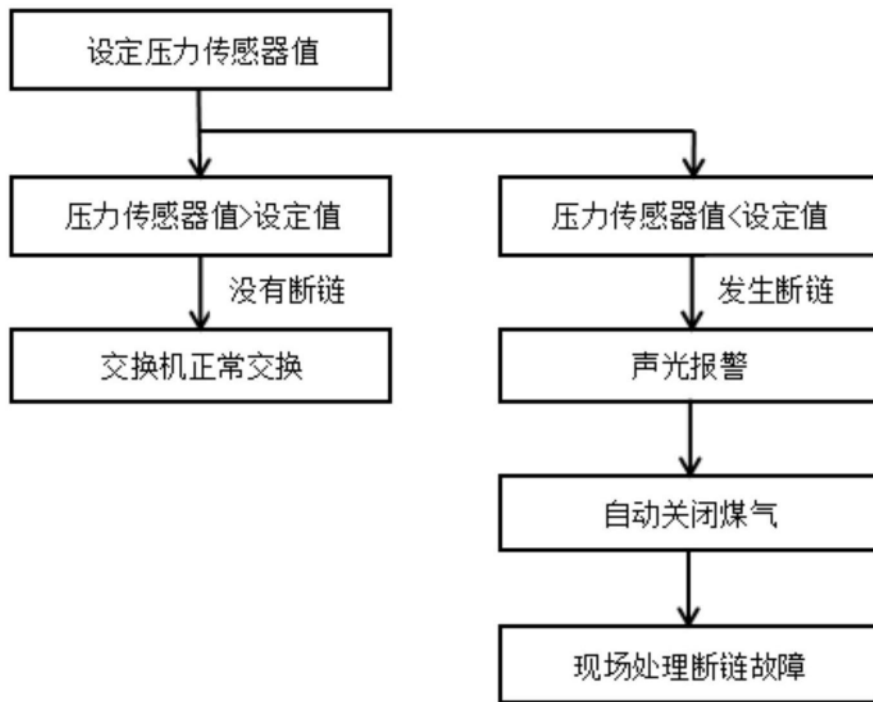 设定压力传感器值
压力传感器值>设定值
压力传感器值<设定值
没有断链
发生断链
交换机正常交换
声光报警
自动关闭煤气
现场处理断链故障